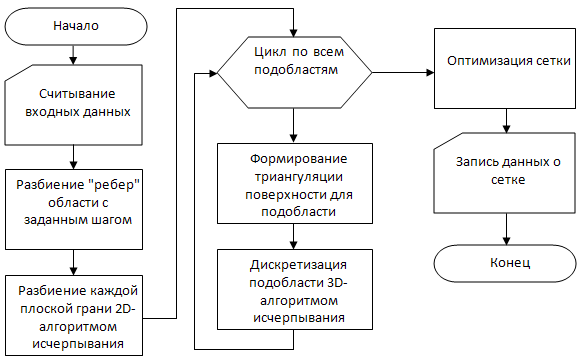 Начало
Считывание
входных данных
Разбиение "ребер"
области с
заданным шагом
Разбиение каждой
плоской грани 2D-
алгоритмом
исчерпывания
Цикл по всем
подобластям
Формирование
триангуляции
поверхности для
подобласти
Дискретизация
подобласти 3D-
алгоритмом
исчерпывания
Оптимизация сетки
Запись данных о
сетке
Конец